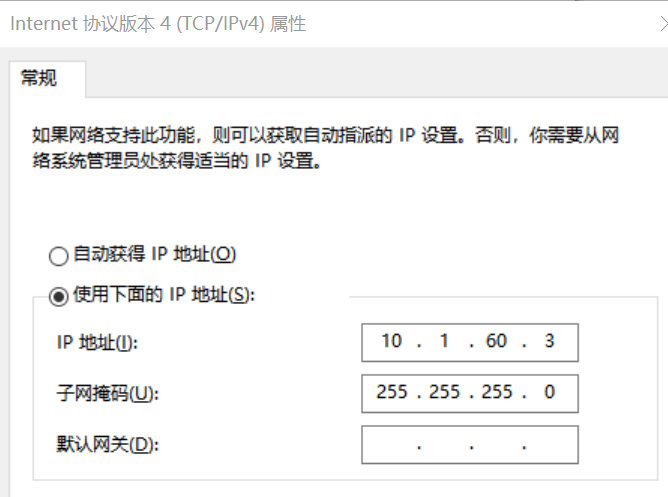 Internet 协议版本 4 (TCP/IPv4) 属性
常规
如果网络支持此功能，则可以获取自动指派的 IP 设置。否则，你需要从网
络系统管理员处获得适当的 IP 设置。
自动获得 IP 地址(O)
使用下面的 IP 地址(S):
IP 地址(I): 10 . 1 . 60 . 3
子网掩码(U): 255 . 255 . 255 . 0
默认网关(D): . . .